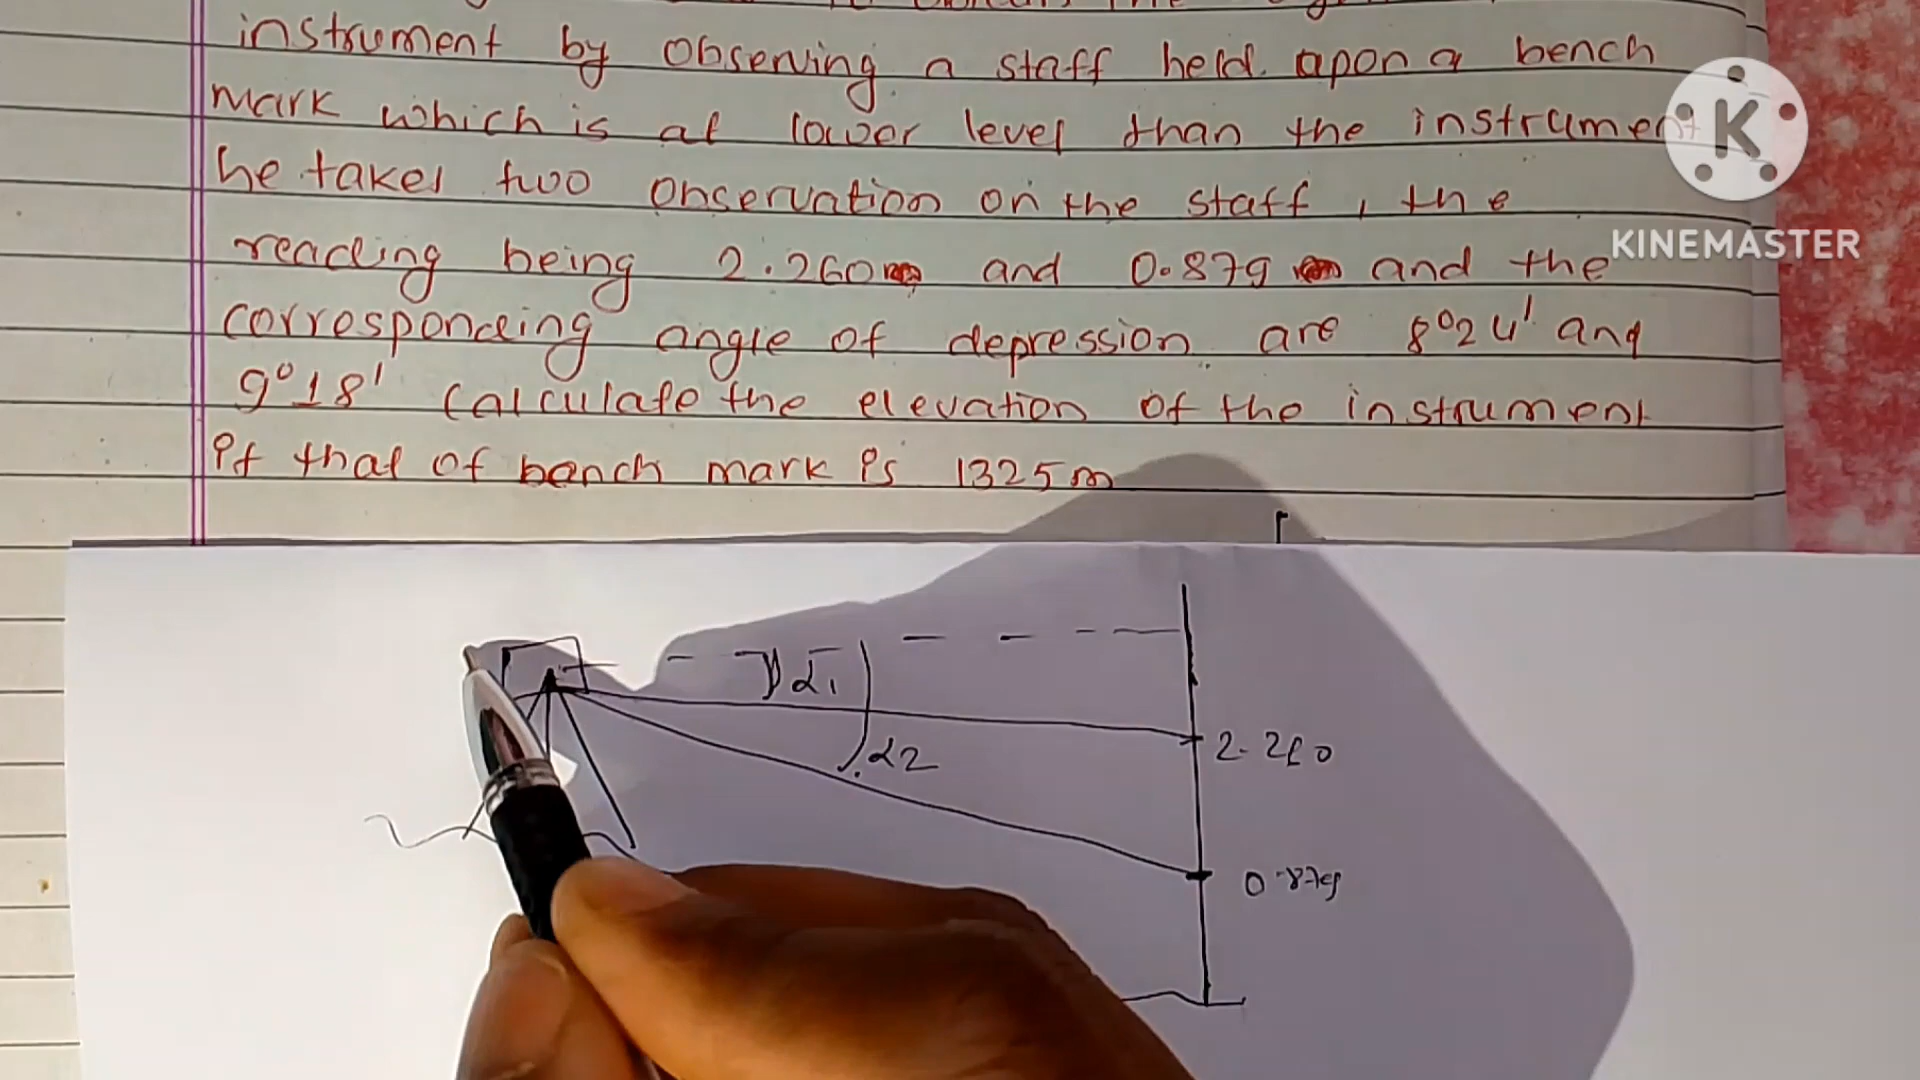 instrument by observing a staff held apon a bench
mark which is at lower level than the instrument
K
he takes two observation on the staff, the
KINEMASTER
reading being 2.260 and 0.879 and the
corresponding angle of depression are 8°24' and
9°18' calculate the elevation of the instrument
if that of bench mark is 1325m
α1
α2
2.260
0.879